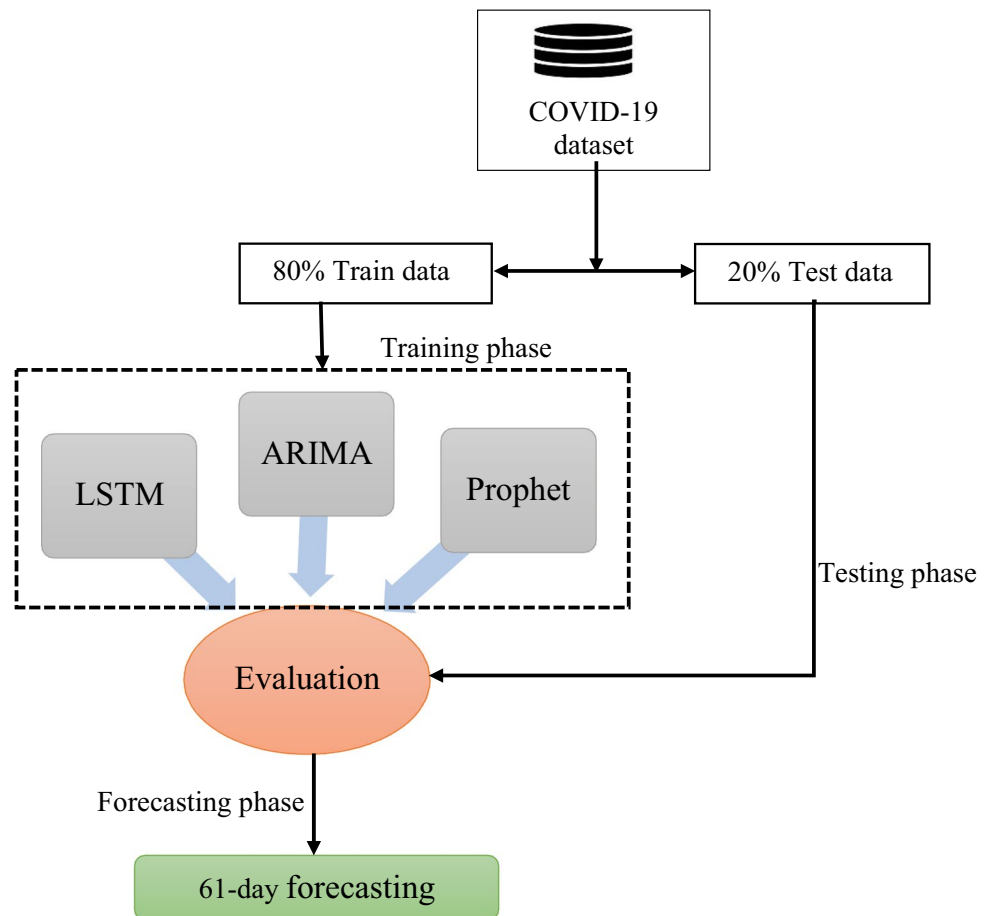 COVID-19
dataset
80% Train data
20% Test data
Training phase
LSTM
ARIMA
Prophet
Testing phase
Evaluation
Forecasting phase
61-day forecasting